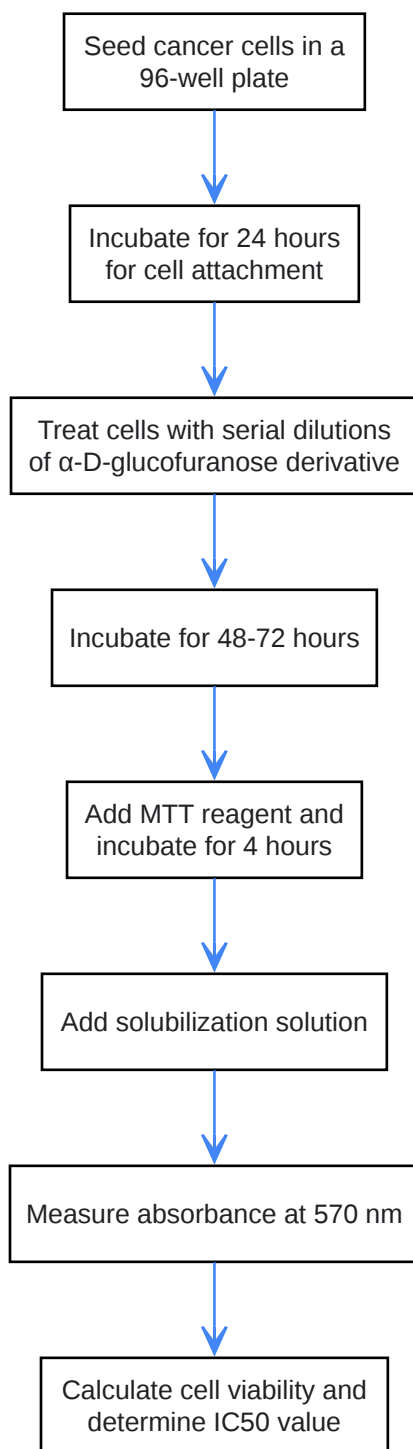 Seed cancer cells in a
96-well plate
Incubate for 24 hours
for cell attachment
Treat cells with serial dilutions
of α-D-glucofuranose derivative
Incubate for 48-72 hours
Add MTT reagent and
incubate for 4 hours
Add solubilization solution
Measure absorbance at 570 nm
Calculate cell viability and
determine IC50 value